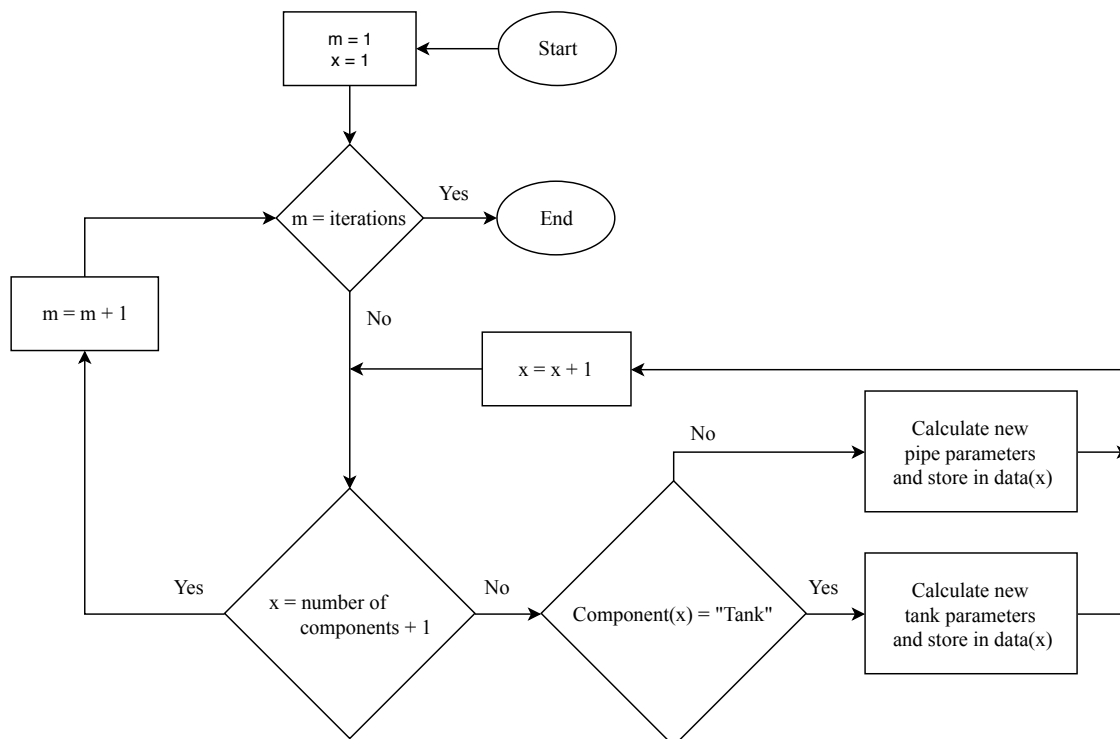 m = 1
x = 1
Start
m = iterations
Yes
End
m = m + 1
No
x = x + 1
No
Calculate new
pipe parameters
and store in data(x)
Yes
x = number of
components + 1
No
Component(x) = "Tank"
Yes
Calculate new
tank parameters
and store in data(x)